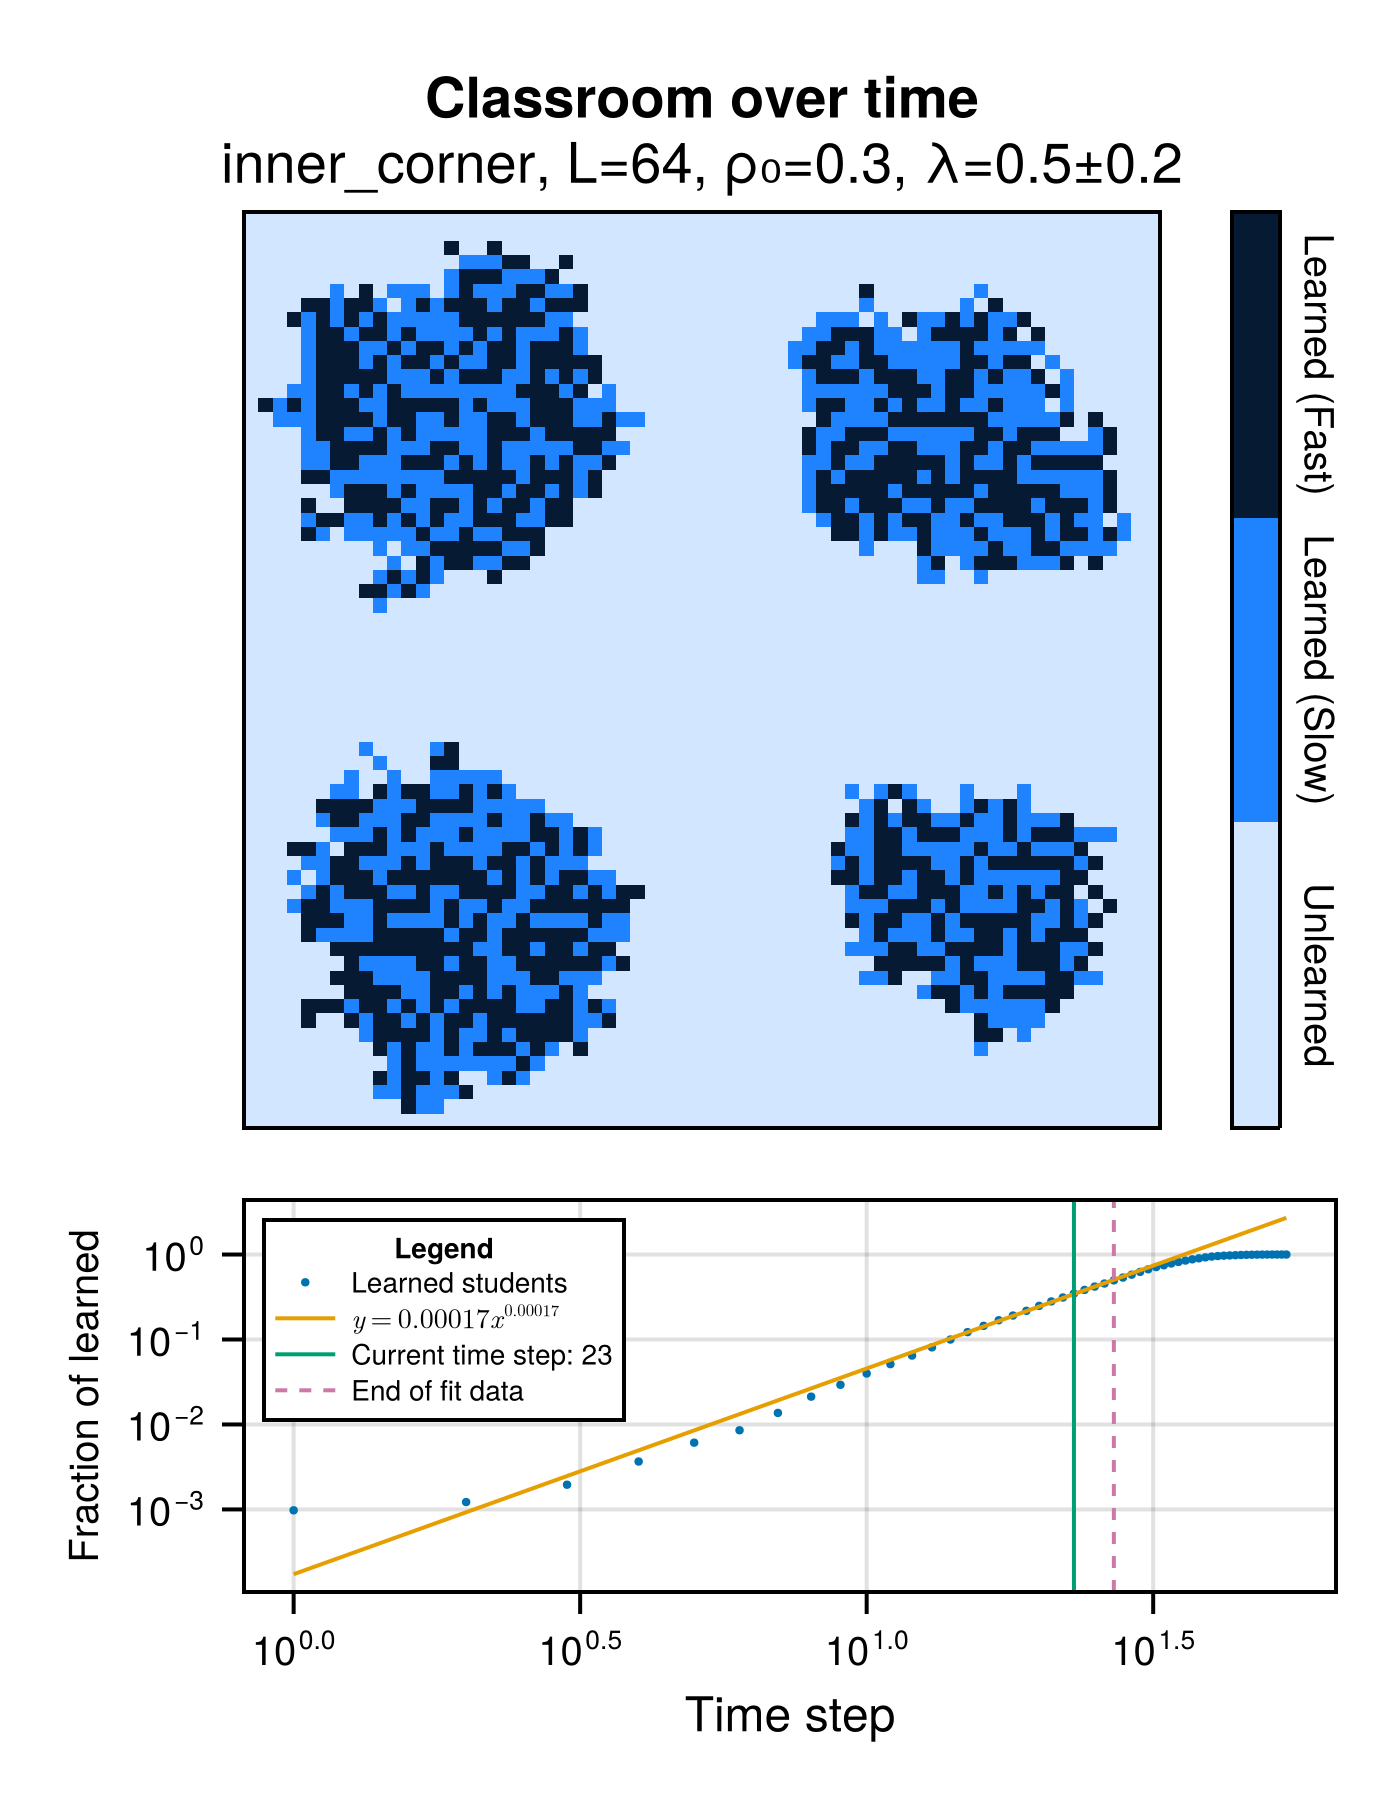 Classroom over time
inner_corner, L=64, ρ₀=0.3, λ=0.5±0.2
Learned (Fast)
Learned (Slow)
Unlearned
Fraction of learned
10⁰
10⁻¹
10⁻²
10⁻³
Legend
Learned students
y = 0.00017x^0.00017
Current time step: 23
End of fit data
10^0.0
10^0.5
10^1.0
10^1.5
Time step